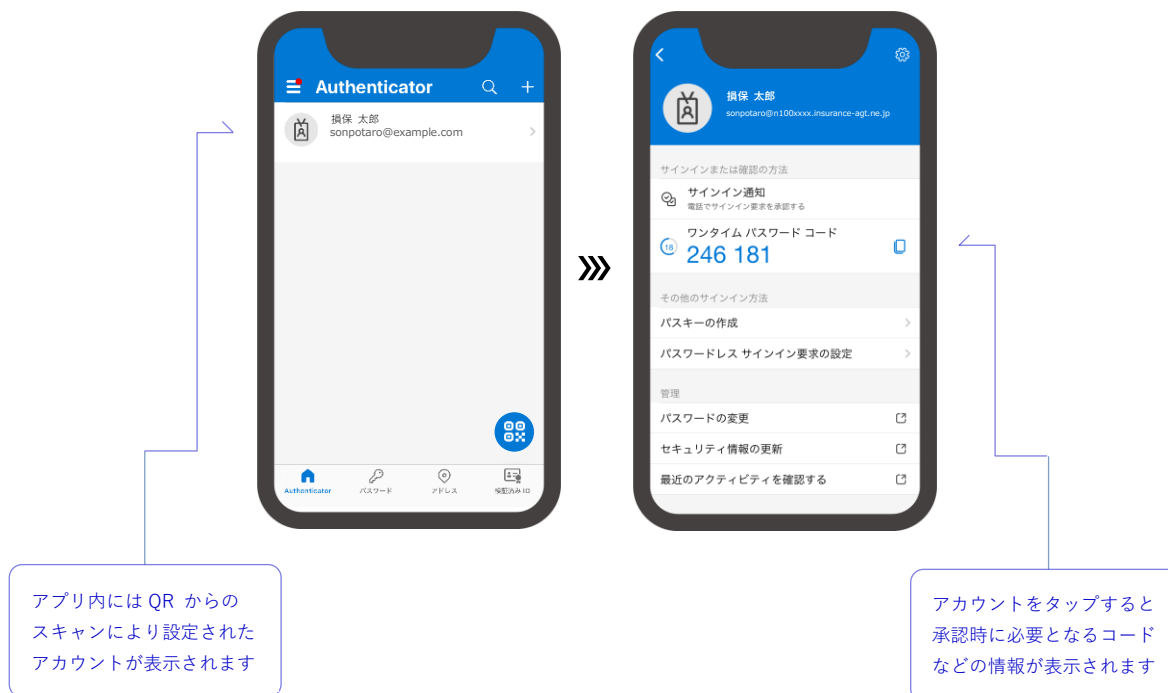 Authenticator
損保 太郎
sonpotaro@example.com
Authenticator
パスワード
アドレス
検証済み ID
損保 太郎
sonpotaro@n100xxxx.insurance-agt.ne.jp
サインインまたは確認の方法
サインイン通知
電話でサインイン要求を承認する
ワンタイム パスワード コード
18
246 181
その他のサインイン方法
パスキーの作成
パスワードレス サインイン要求の設定
管理
パスワードの変更
セキュリティ情報の更新
最近のアクティビティを確認する
アプリ内には QR からの
スキャンにより設定された
アカウントが表示されます
アカウントをタップすると
承認時に必要となるコード
などの情報が表示されます